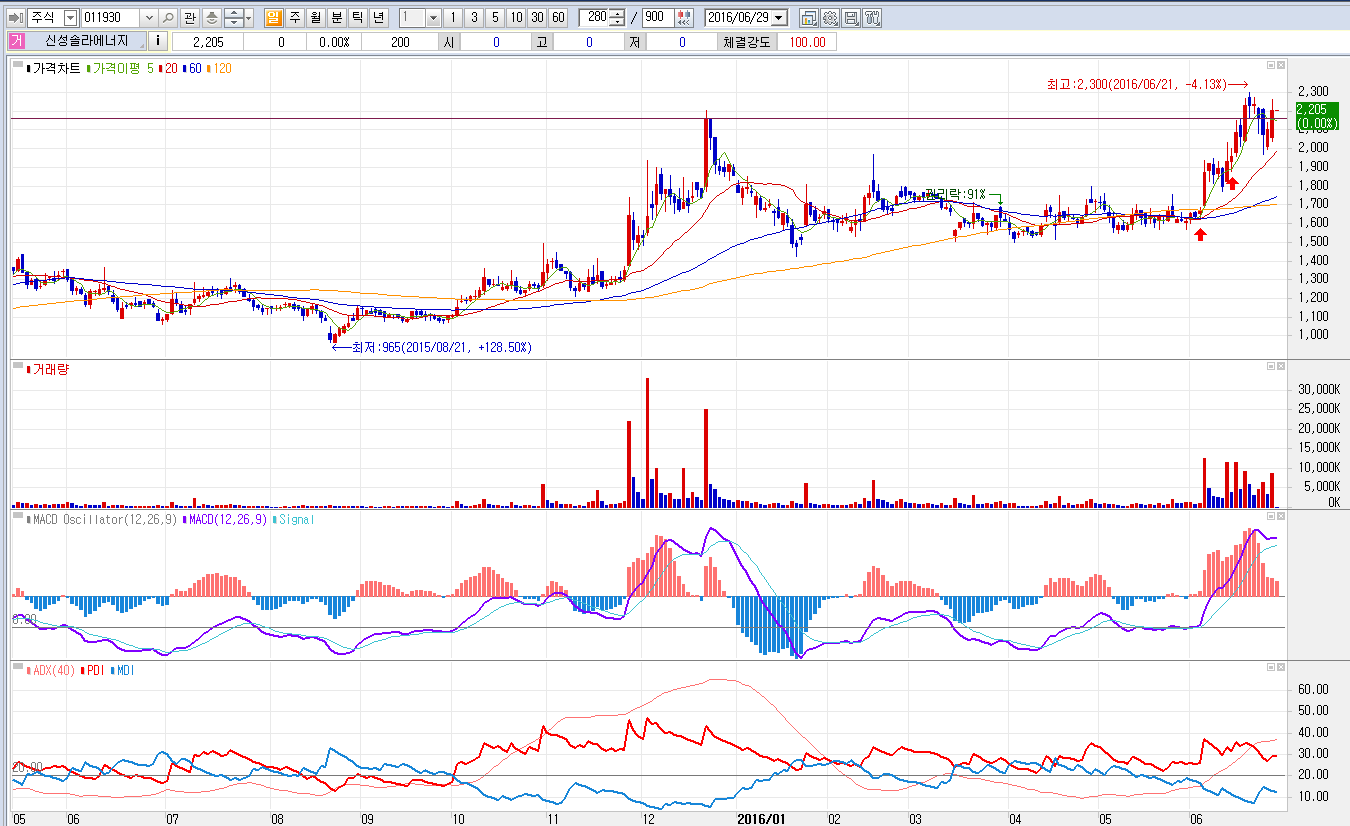 주식 011930 관 일 주 월 분 틱 년 1 1 3 5 10 30 60 280 / 900 2016/06/29
거 신성솔라에너지 i 2,205 0 0.00% 200 시 0 고 0 저 0 체결강도 100.00
가격차트 가격이평 5 20 60 120
최고:2,300(2016/06/21, -4.13%)
2,300
2,205
(0.00%)
2,000
1,900
1,800
1,700
1,600
1,500
1,400
1,300
1,200
1,100
1,000
권리락:91%
최저:965(2015/08/21, +128.50%)
거래량
30,000K
25,000K
20,000K
15,000K
10,000K
5,000K
0K
MACD Oscillator(12,26,9) MACD(12,26,9) Signal
0.00
ADX(40) PDI MDI
60.00
50.00
40.00
30.00
20.00
10.00
20.00
05 06 07 08 09 10 11 12 2016/01 02 03 04 05 06